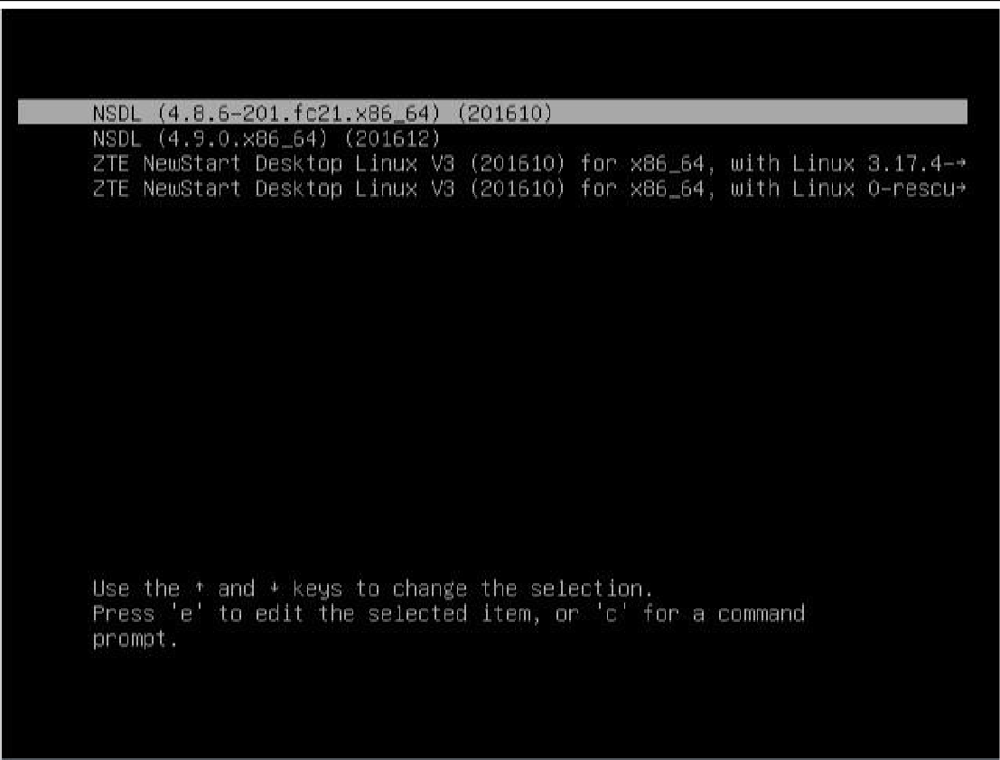 NSDL (4.8.6-201.fc21.x86_64) (201610)
NSDL (4.9.0.x86_64) (201612)
ZTE NewStart Desktop Linux V3 (201610) for x86_64, with Linux 3.17.4-→
ZTE NewStart Desktop Linux V3 (201610) for x86_64, with Linux 0-rescu→
Use the ↑ and ↓ keys to change the selection.
Press 'e' to edit the selected item, or 'c' for a command
prompt.